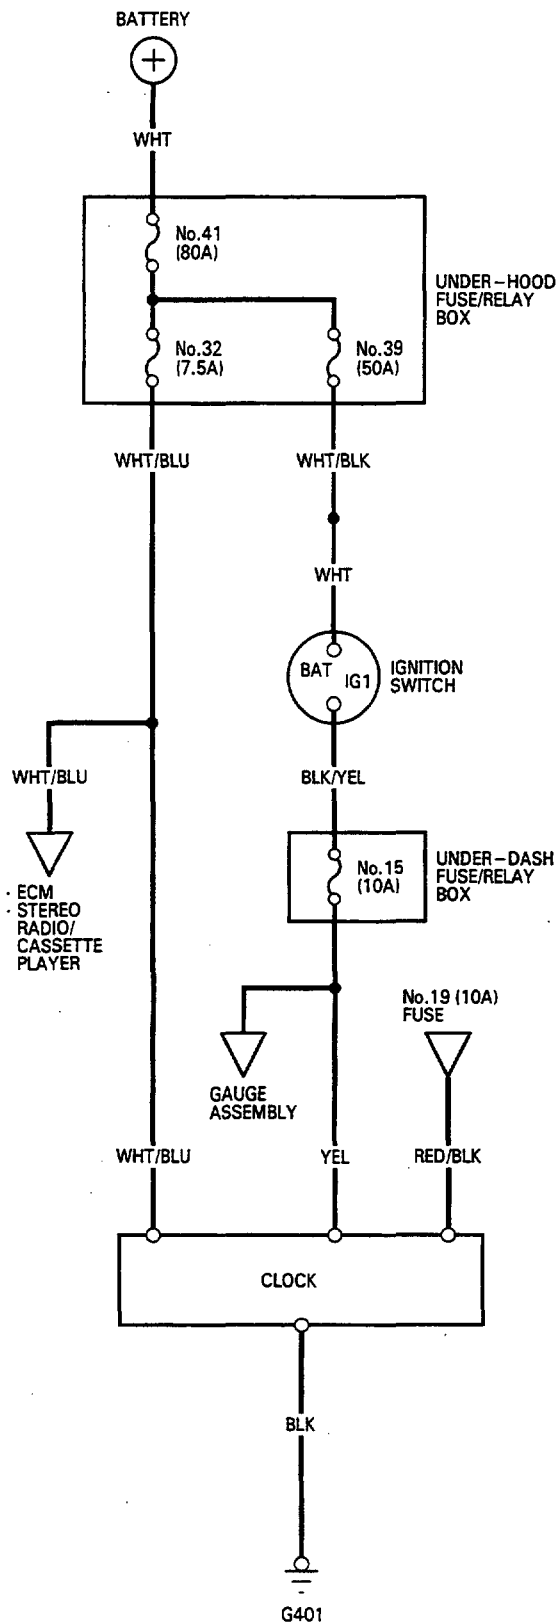 BATTERY
+
WHT
No.41
(80A)
UNDER-HOOD
FUSE/RELAY
BOX
No.32
(7.5A)
No.39
(50A)
WHT/BLU
WHT/BLK
WHT
BAT
IG1
IGNITION
SWITCH
WHT/BLU
BLK/YEL
No.15
(10A)
UNDER-DASH
FUSE/RELAY
BOX
· ECM
· STEREO
RADIO/
CASSETTE
PLAYER
No.19 (10A)
FUSE
GAUGE
ASSEMBLY
WHT/BLU
YEL
RED/BLK
CLOCK
BLK
G401